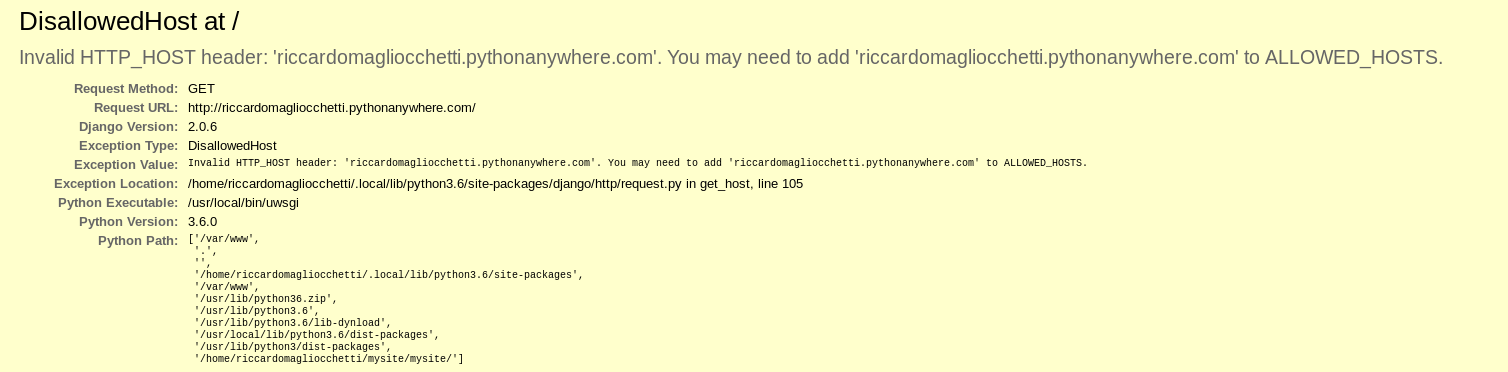 DisallowedHost at /
Invalid HTTP_HOST header: 'riccardomagliocchetti.pythonanywhere.com'. You may need to add 'riccardomagliocchetti.pythonanywhere.com' to ALLOWED_HOSTS.
Request Method: GET
Request URL: http://riccardomagliocchetti.pythonanywhere.com/
Django Version: 2.0.6
Exception Type: DisallowedHost
Exception Value: Invalid HTTP_HOST header: 'riccardomagliocchetti.pythonanywhere.com'. You may need to add 'riccardomagliocchetti.pythonanywhere.com' to ALLOWED_HOSTS.
Exception Location: /home/riccardomagliocchetti/.local/lib/python3.6/site-packages/django/http/request.py in get_host, line 105
Python Executable: /usr/local/bin/uwsgi
Python Version: 3.6.0
Python Path: ['/var/www',
'.',
'',
'/home/riccardomagliocchetti/.local/lib/python3.6/site-packages',
'/var/www',
'/usr/lib/python36.zip',
'/usr/lib/python3.6',
'/usr/lib/python3.6/lib-dynload',
'/usr/local/lib/python3.6/dist-packages',
'/usr/lib/python3/dist-packages',
'/home/riccardomagliocchetti/mysite/mysite/']